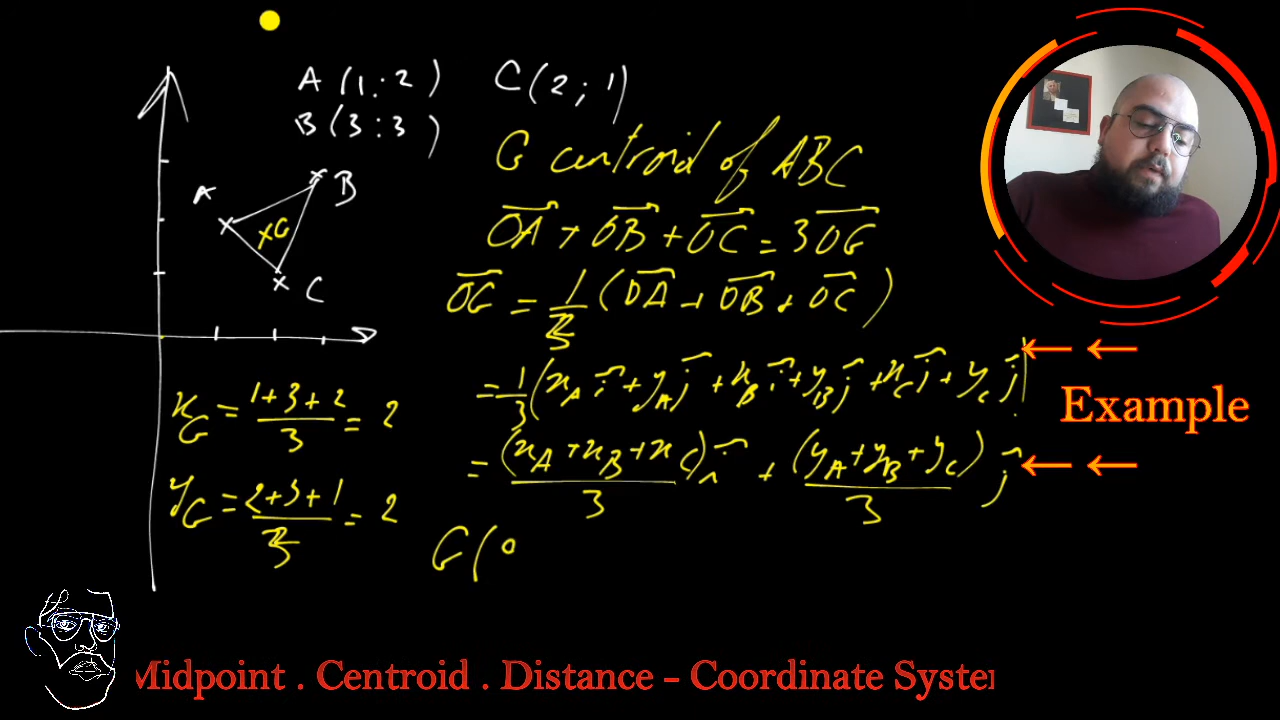 A (1 ; 2) C(2 ; 1)
B (3 ; 3)
G centroid of ABC
A
B
G
C
OA + OB + OC = 3OG
OG = 1/3 (OA + OB + OC)
= 1/3 (xA i + yA j + xB i + yB j + xC i + yC j)
= (xA + xB + xC)/3 i + (yA + yB + yC)/3 j
xG = 1+3+2/3 = 2
yG = 2+3+1/3 = 2
G (
← ←
Example
← ←
Midpoint . Centroid . Distance - Coordinate System